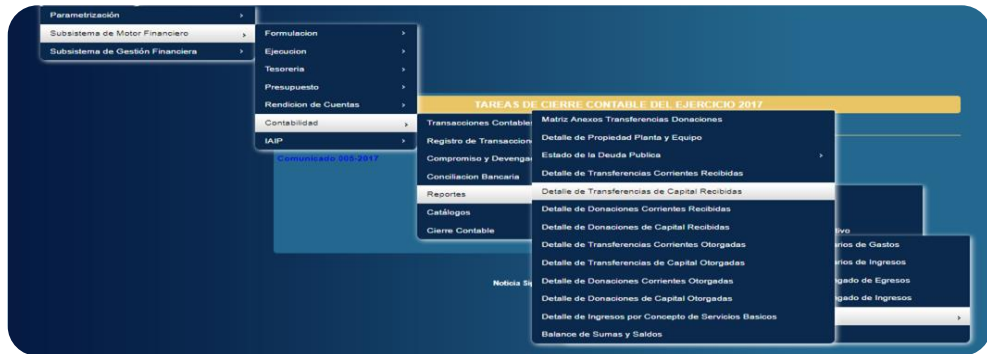 Parametrización
Subsistema de Motor Financiero
Subsistema de Gestión Financiera
Formulacion
Ejecucion
Tesoreria
Presupuesto
Rendicion de Cuentas
Contabilidad
IAIP
TAREAS DE CIERRE CONTABLE DEL EJERCICIO 2017
Comunicado 005-2017
Transacciones Contables
Registro de Transaccion
Compromiso y Devengad
Conciliacion Bancaria
Reportes
Catálogos
Cierre Contable
Matriz Anexos Transferencias Donaciones
Detalle de Propiedad Planta y Equipo
Estado de la Deuda Publica
Detalle de Transferencias Corrientes Recibidas
Detalle de Transferencias de Capital Recibidas
Detalle de Donaciones Corrientes Recibidas
Detalle de Donaciones de Capital Recibidas
Detalle de Transferencias Corrientes Otorgadas
Detalle de Transferencias de Capital Otorgadas
Detalle de Donaciones Corrientes Otorgadas
Detalle de Donaciones de Capital Otorgadas
Detalle de Ingresos por Concepto de Servicios Basicos
Balance de Sumas y Saldos
tivo
rios de Gastos
rios de Ingresos
gado de Egresos
gado de Ingresos
Noticia Sig